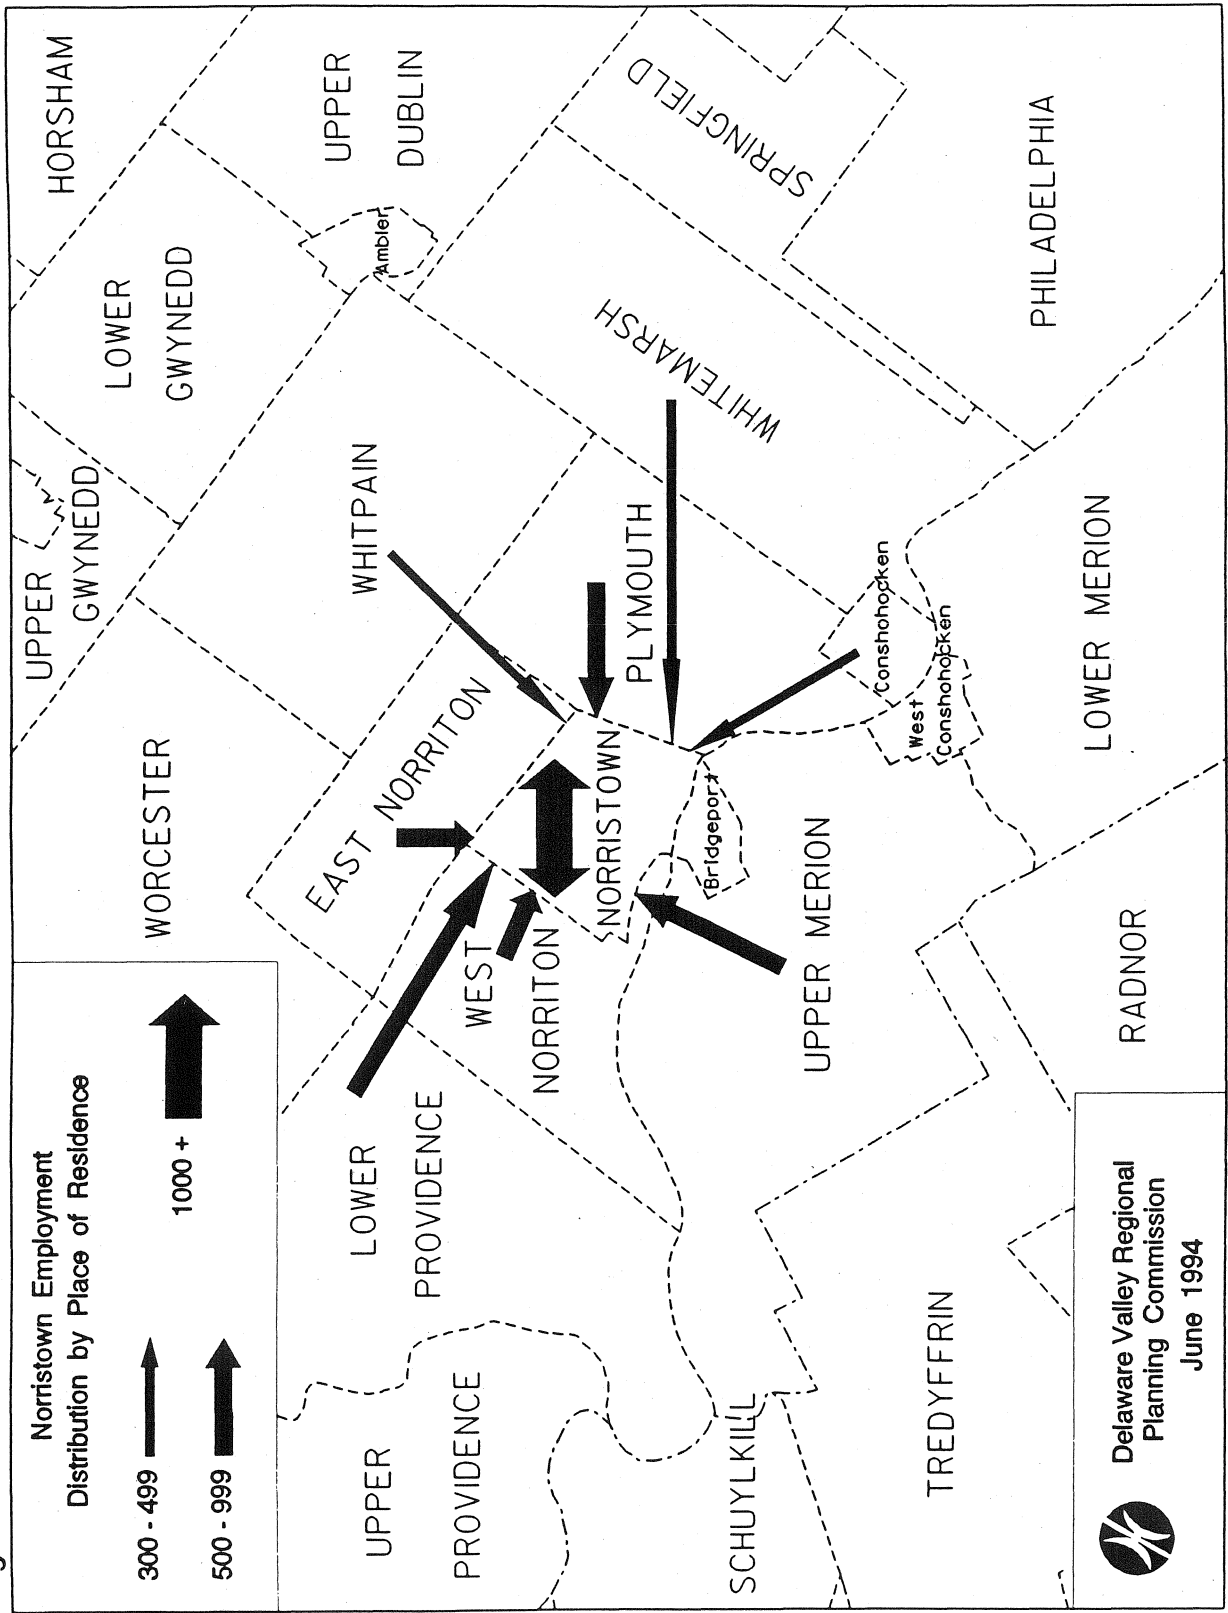 Norristown Employment
Distribution by Place of Residence
300 - 499
500 - 999
1000 +
WORCESTER
UPPER
GWYNEDD
LOWER
GWYNEDD
HORSHAM
UPPER
DUBLIN
Ambler
WHITPAIN
EAST NORRITON
LOWER
PROVIDENCE
UPPER
PROVIDENCE
WEST
NORRITON
NORRISTOWN
PLYMOUTH
WHITEMARSH
SPRINGFIELD
Bridgeport
UPPER MERION
Conshohocken
West
Conshohocken
PHILADELPHIA
LOWER MERION
SCHUYLKILL
TREDYFFRIN
RADNOR
Delaware Valley Regional
Planning Commission
June 1994